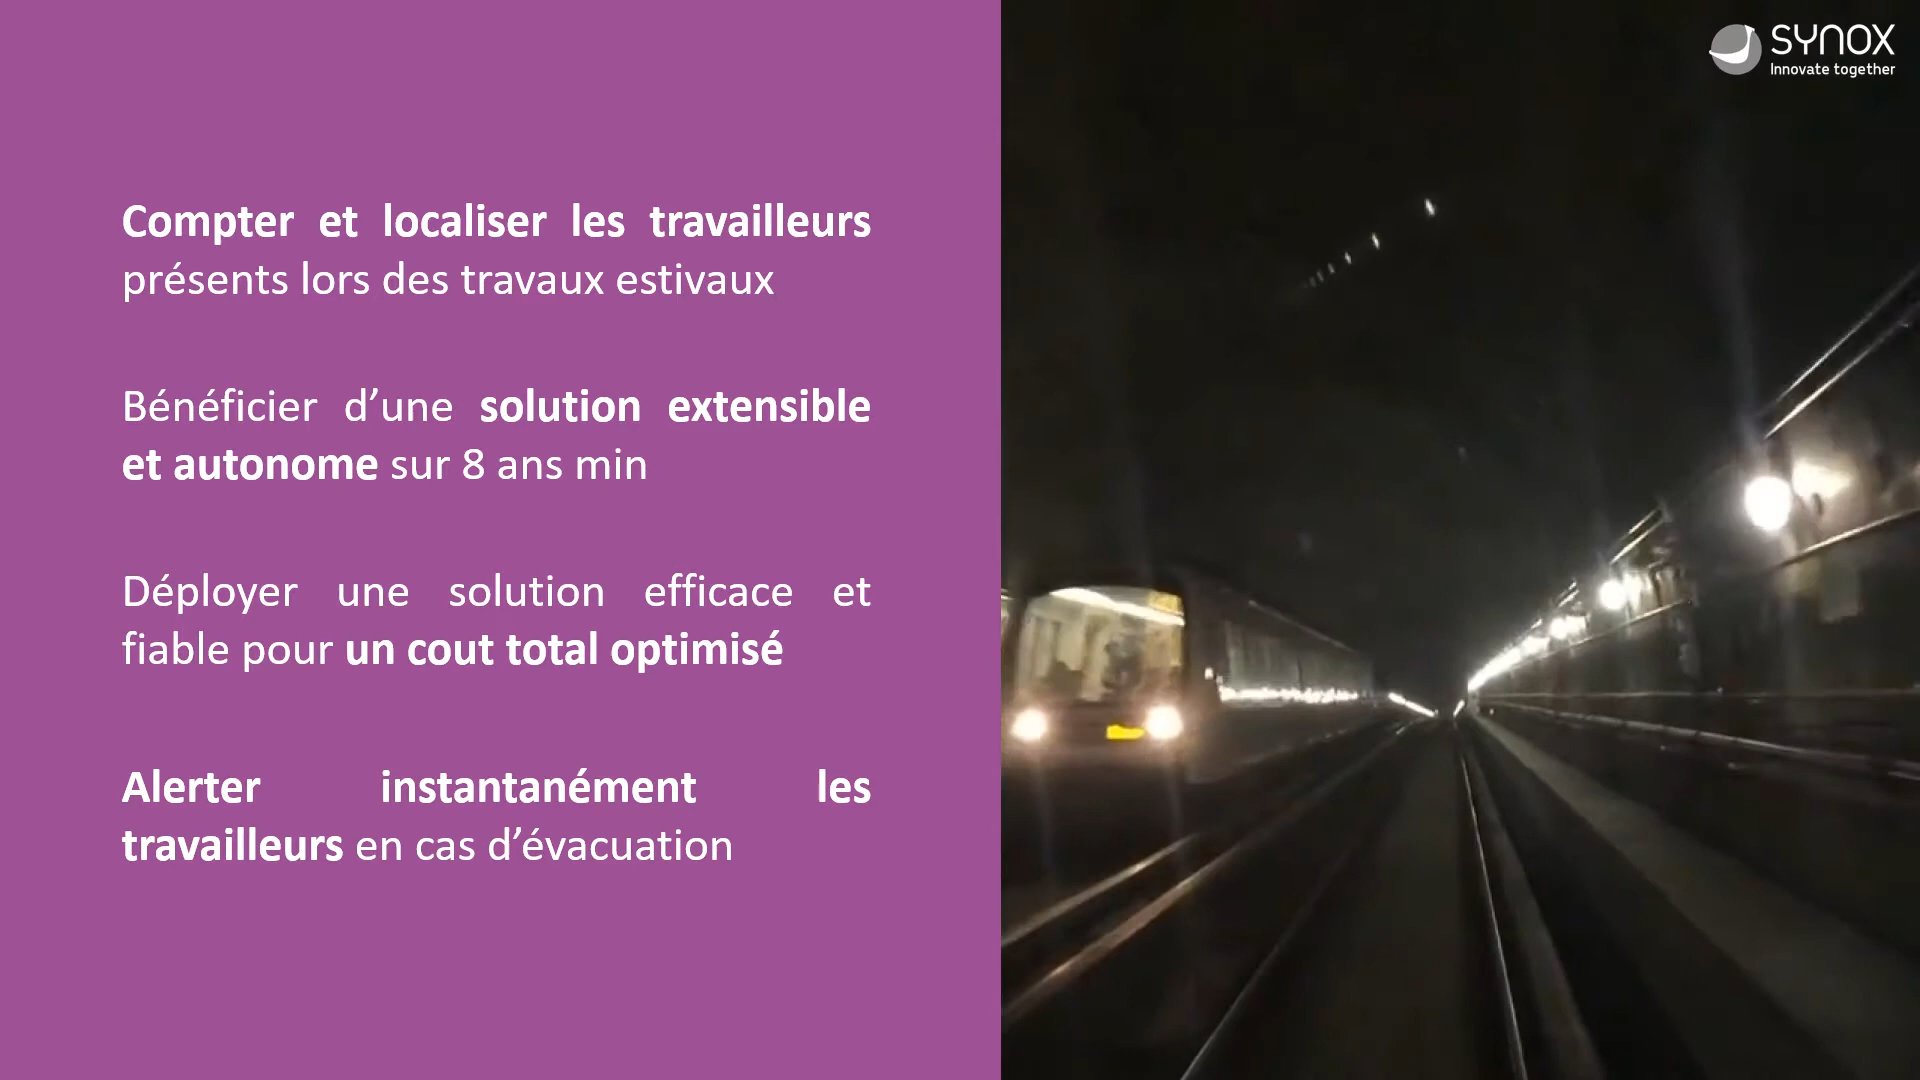 SYNOX
Innovate together
Compter et localiser les travailleurs
présents lors des travaux estivaux
Bénéficier d’une solution extensible
et autonome sur 8 ans min
Déployer une solution efficace et
fiable pour un cout total optimisé
Alerter instantanément les
travailleurs en cas d’évacuation